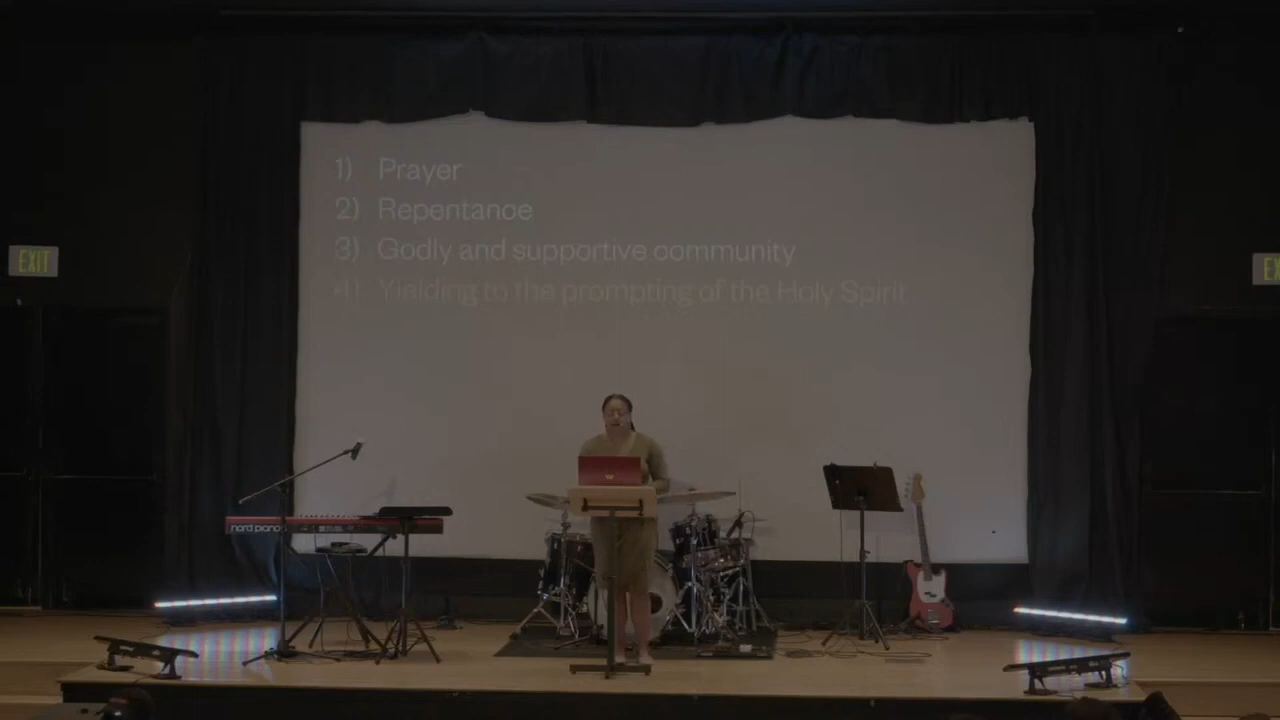 1) Prayer
2) Repentance
3) Godly and supportive community
4) Yielding to the prompting of the Holy Spirit
EXIT
nord piano